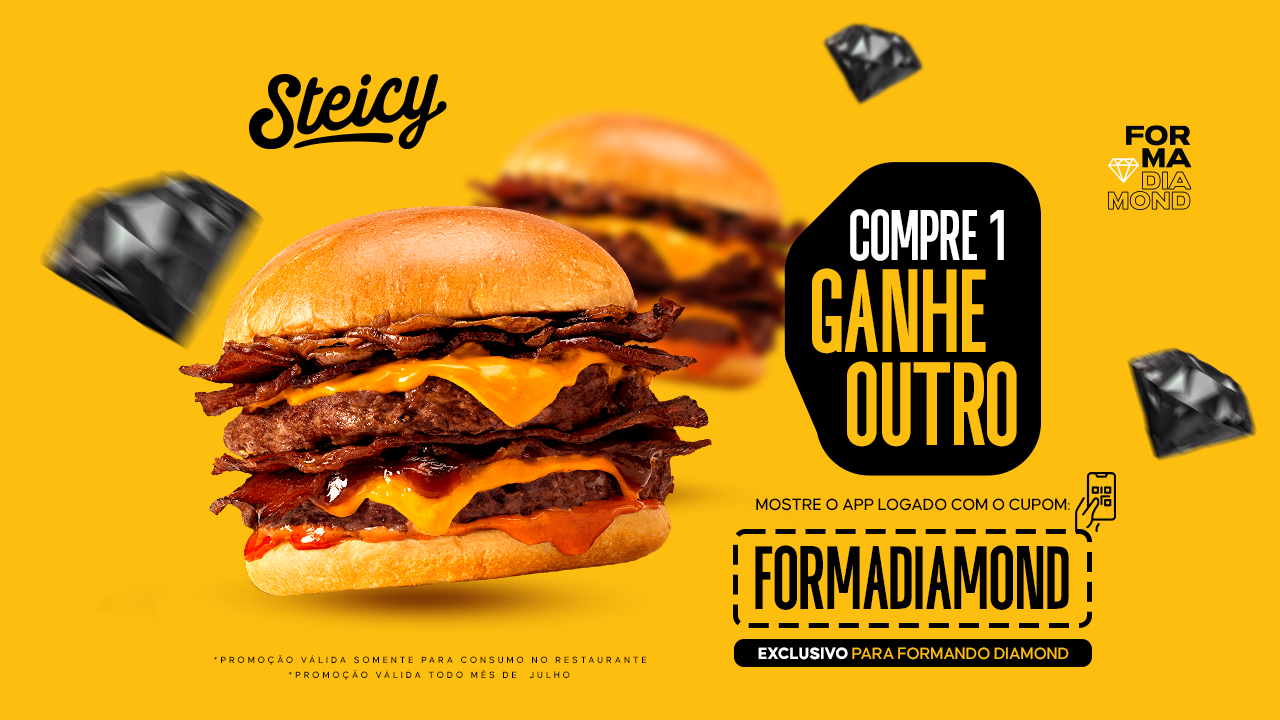 Steicy
FOR
MA
DIA
MOND
COMPRE 1
GANHE
OUTRO
MOSTRE O APP LOGADO COM O CUPOM:
FORMADIAMOND
EXCLUSIVO PARA FORMANDO DIAMOND
*PROMOÇÃO VÁLIDA SOMENTE PARA CONSUMO NO RESTAURANTE
*PROMOÇÃO VÁLIDA TODO MÊS DE JULHO